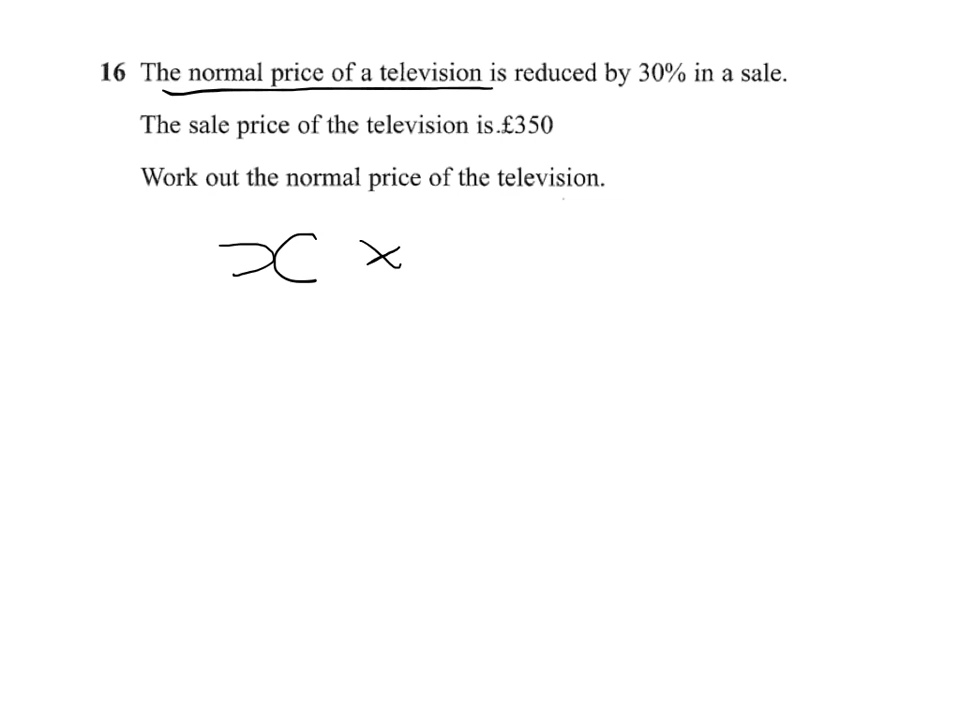 16 The normal price of a television is reduced by 30% in a sale.
The sale price of the television is.£350
Work out the normal price of the television.
x ×